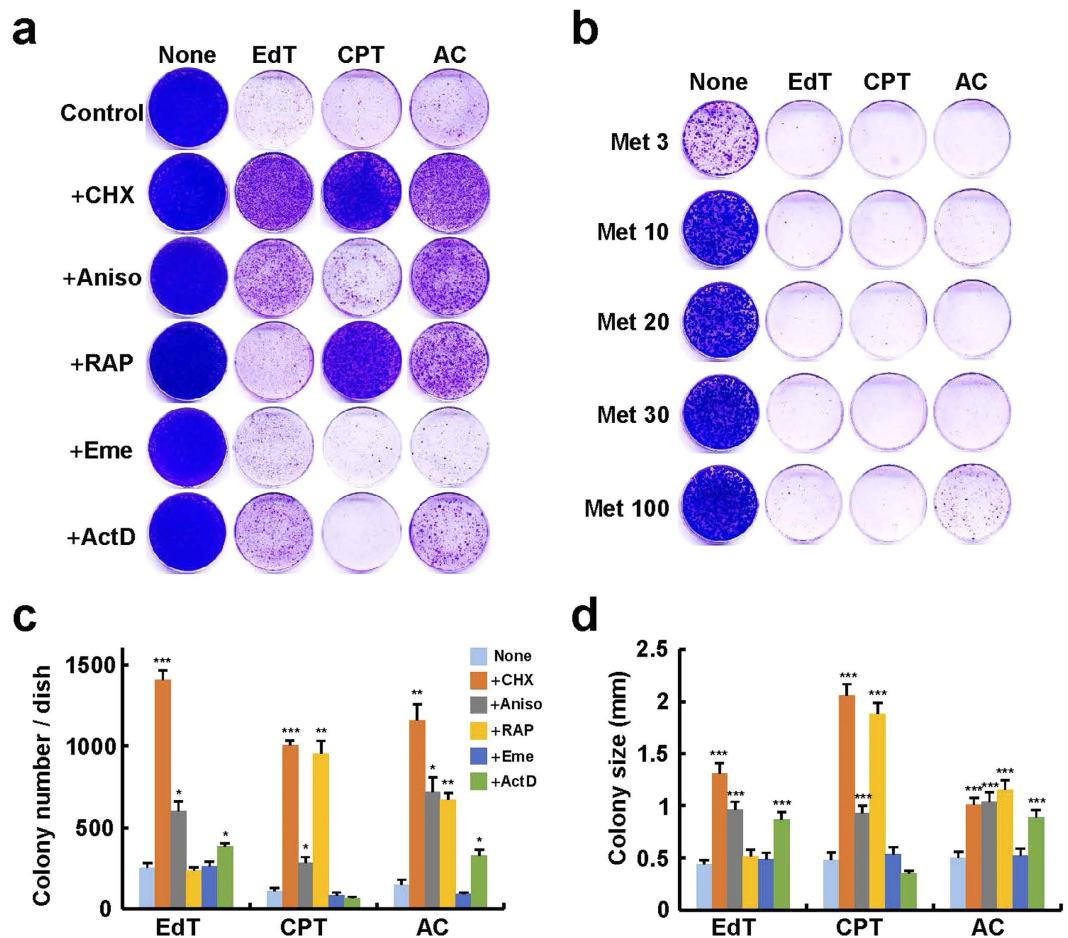 a
None EdT CPT AC
Control
+CHX
+Aniso
+RAP
+Eme
+ActD
b
None EdT CPT AC
Met 3
Met 10
Met 20
Met 30
Met 100
c
Colony number / dish
1500
1000
500
0
*** * *
*** * **
** * ** *
EdT CPT AC
None
+CHX
+Aniso
+RAP
+Eme
+ActD
d
Colony size (mm)
2.5
2
1.5
1
0.5
0
*** *** ***
*** *** ***
*** *** *** ***
EdT CPT AC